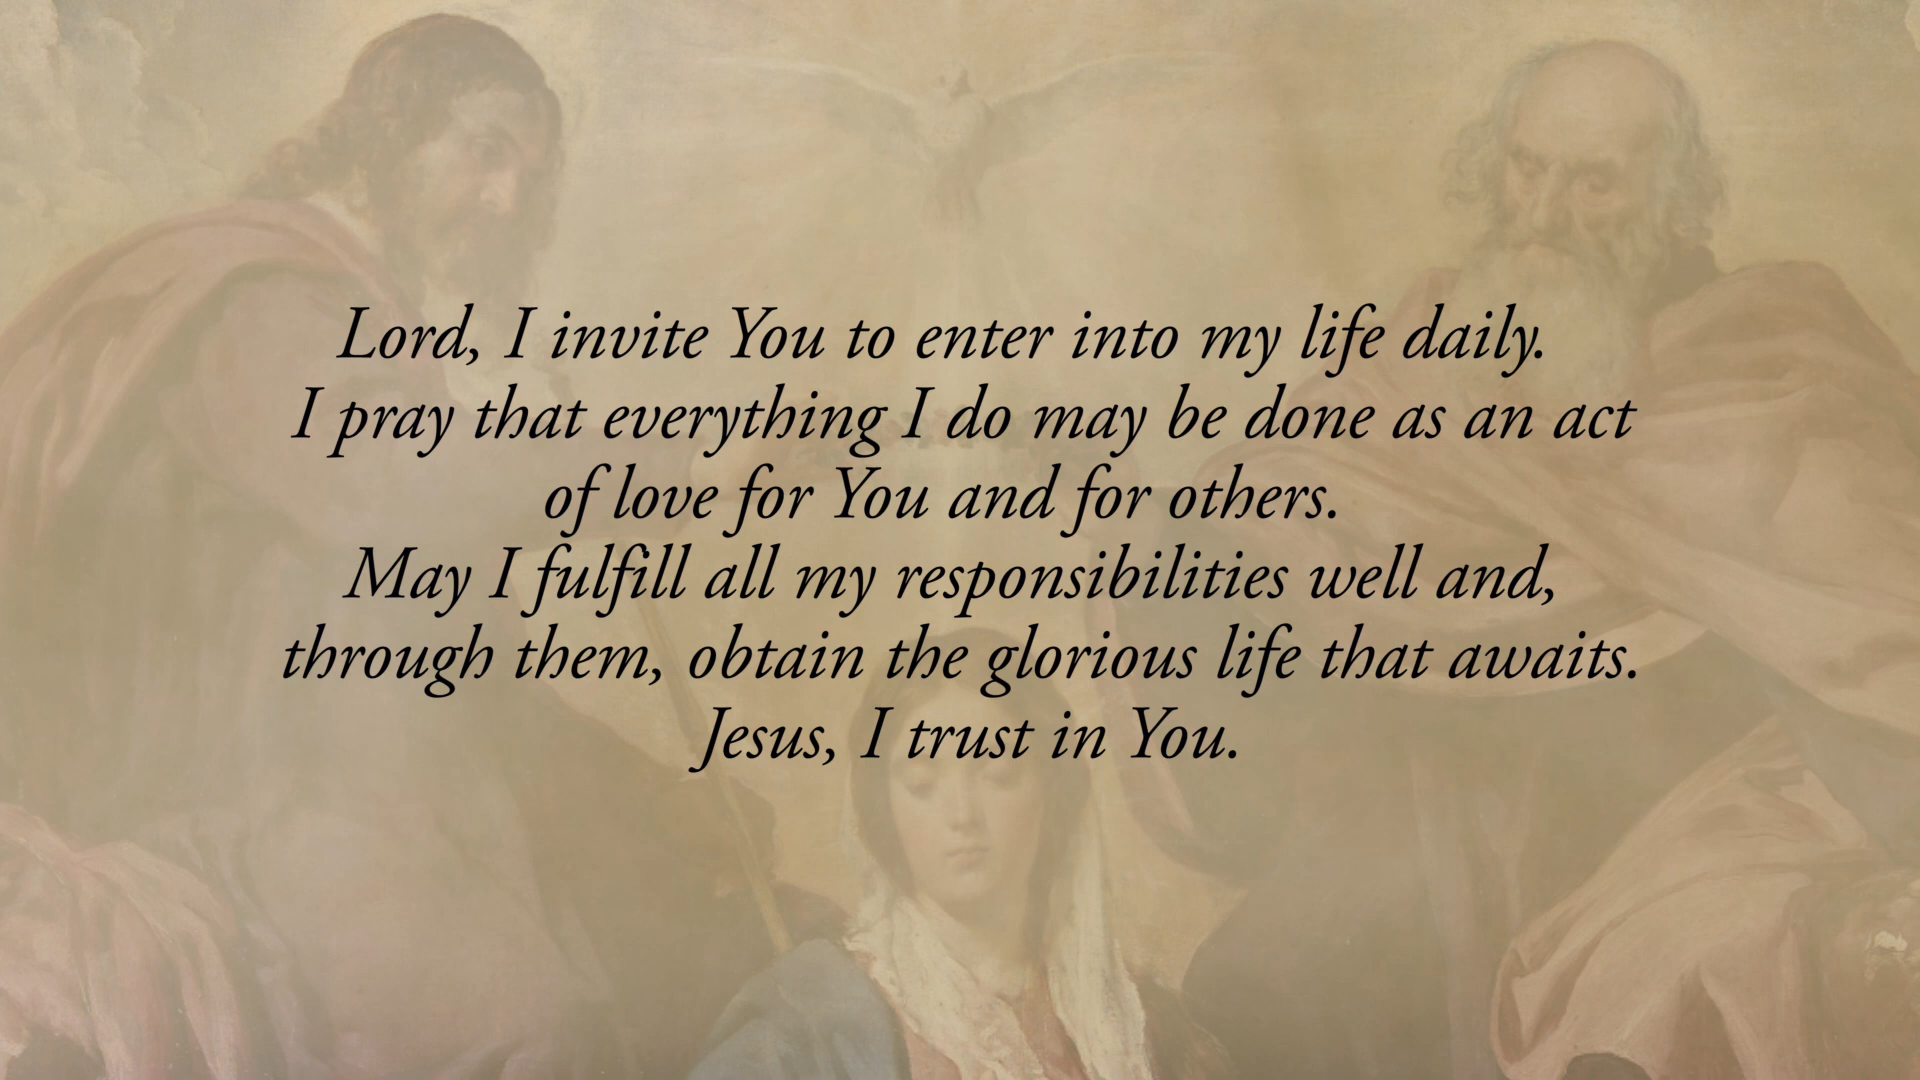 Lord, I invite You to enter into my life daily.
I pray that everything I do may be done as an act
of love for You and for others.
May I fulfill all my responsibilities well and,
through them, obtain the glorious life that awaits.
Jesus, I trust in You.